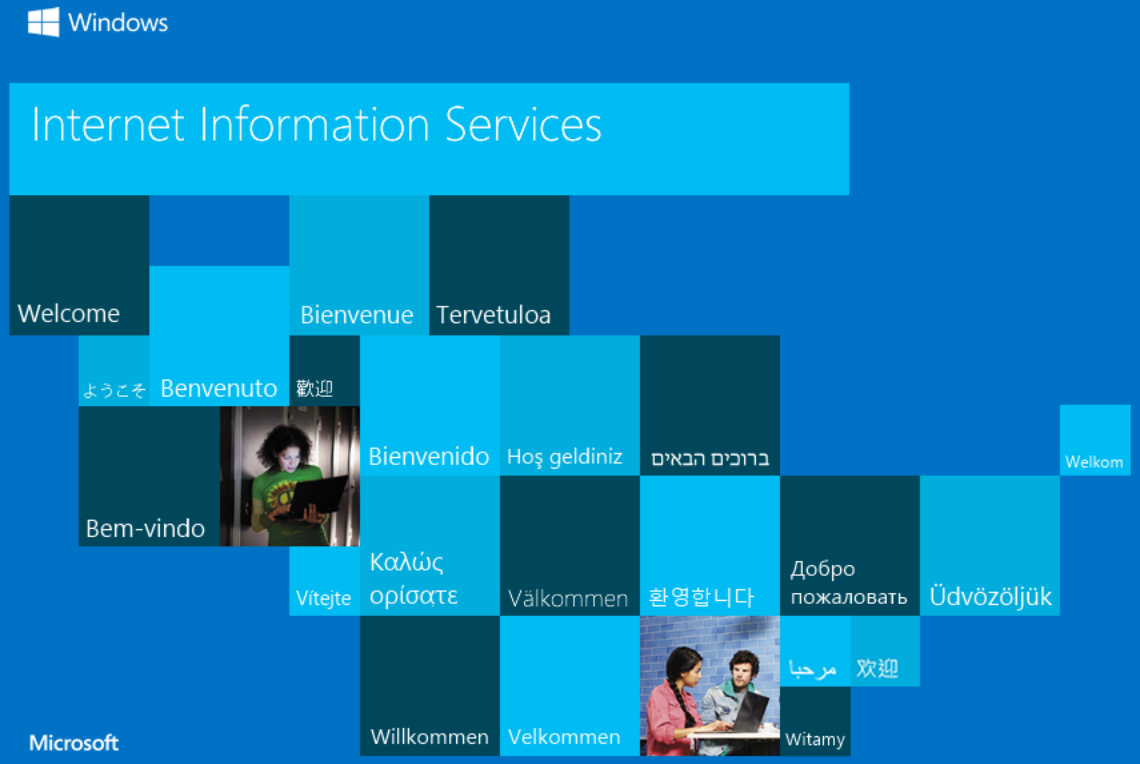 Windows
Internet Information Services
Welcome
Bienvenue
Tervetuloa
ようこそ
Benvenuto
歡迎
Bienvenido
Hoş geldiniz
ברוכים הבאים
Welkom
Bem-vindo
Vítejte
Καλώς
ορίσατε
Välkommen
환영합니다
Добро
пожаловать
Üdvözöljük
مرحبا
欢迎
Willkommen
Velkommen
Witamy
Microsoft